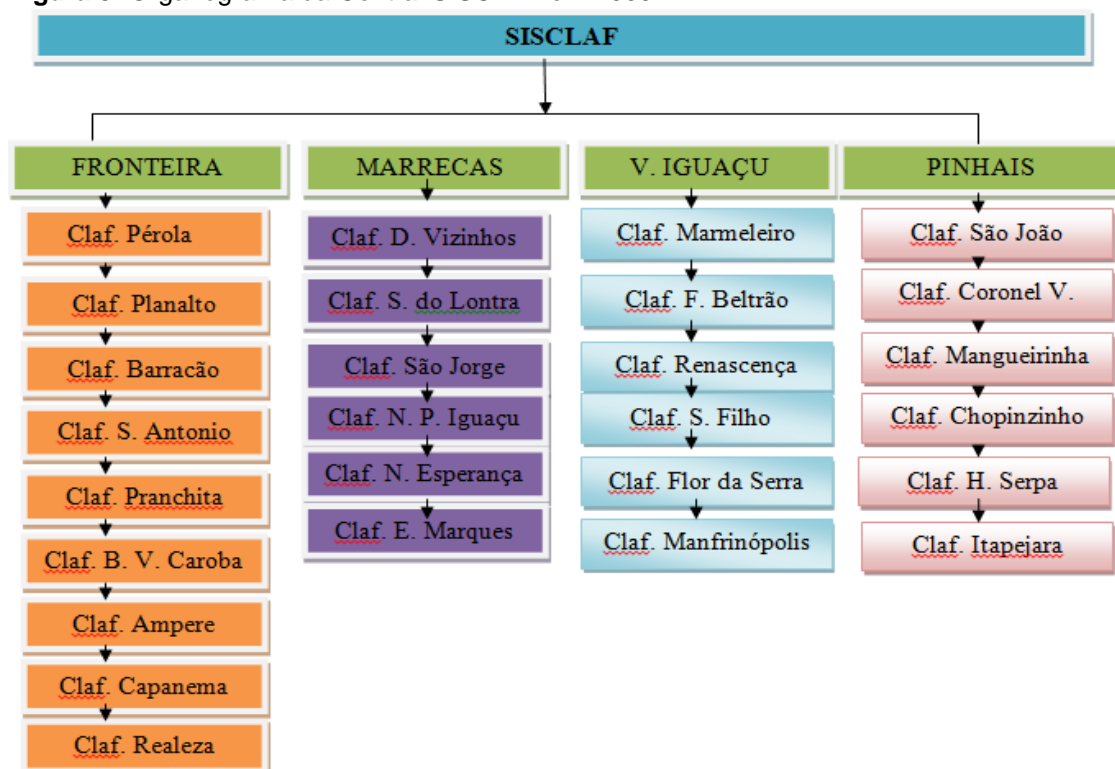 SISCLAF
FRONTEIRA
Claf. Pérola
Claf. Planalto
Claf. Barracão
Claf. S. Antonio
Claf. Pranchita
Claf. B. V. Caroba
Claf. Ampere
Claf. Capanema
Claf. Realeza
MARRECAS
Claf. D. Vizinhos
Claf. S. do Lontra
Claf. São Jorge
Claf. N. P. Iguaçu
Claf. N. Esperança
Claf. E. Marques
V. IGUAÇU
Claf. Marmeleiro
Claf. F. Beltrão
Claf. Renascença
Claf. S. Filho
Claf. Flor da Serra
Claf. Manfrinópolis
PINHAIS
Claf. São João
Claf. Coronel V.
Claf. Mangueirinha
Claf. Chopinzinho
Claf. H. Serpa
Claf. Itapejara